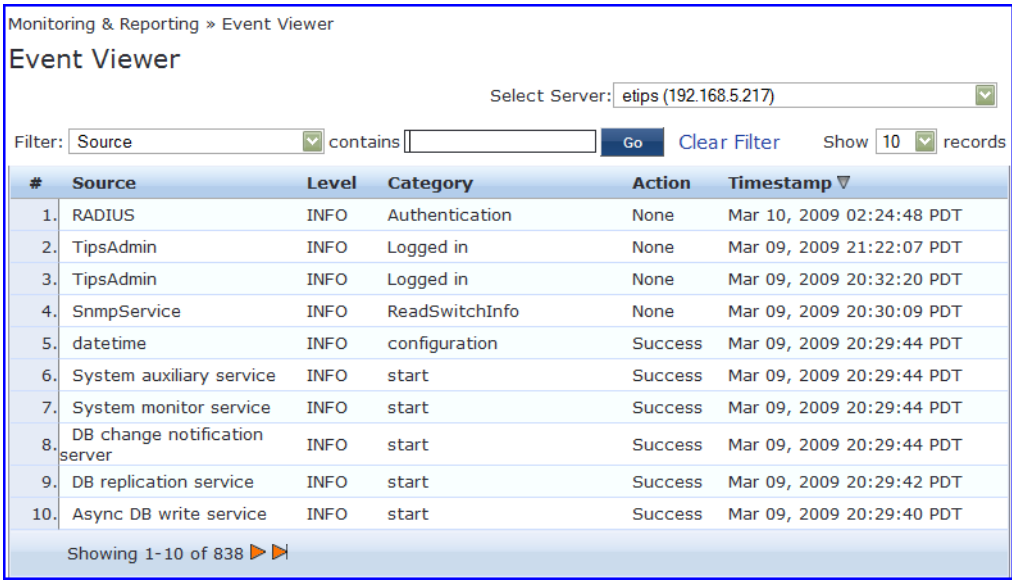 Monitoring & Reporting » Event Viewer
Event Viewer
Select Server: etips (192.168.5.217)
Filter: Source contains Go Clear Filter Show 10 records
# Source Level Category Action Timestamp
1. RADIUS INFO Authentication None Mar 10, 2009 02:24:48 PDT
2. TipsAdmin INFO Logged in None Mar 09, 2009 21:22:07 PDT
3. TipsAdmin INFO Logged in None Mar 09, 2009 20:32:20 PDT
4. SnmpService INFO ReadSwitchInfo None Mar 09, 2009 20:30:09 PDT
5. datetime INFO configuration Success Mar 09, 2009 20:29:44 PDT
6. System auxiliary service INFO start Success Mar 09, 2009 20:29:44 PDT
7. System monitor service INFO start Success Mar 09, 2009 20:29:44 PDT
8. DB change notification server INFO start Success Mar 09, 2009 20:29:44 PDT
9. DB replication service INFO start Success Mar 09, 2009 20:29:42 PDT
10. Async DB write service INFO start Success Mar 09, 2009 20:29:40 PDT
Showing 1-10 of 838